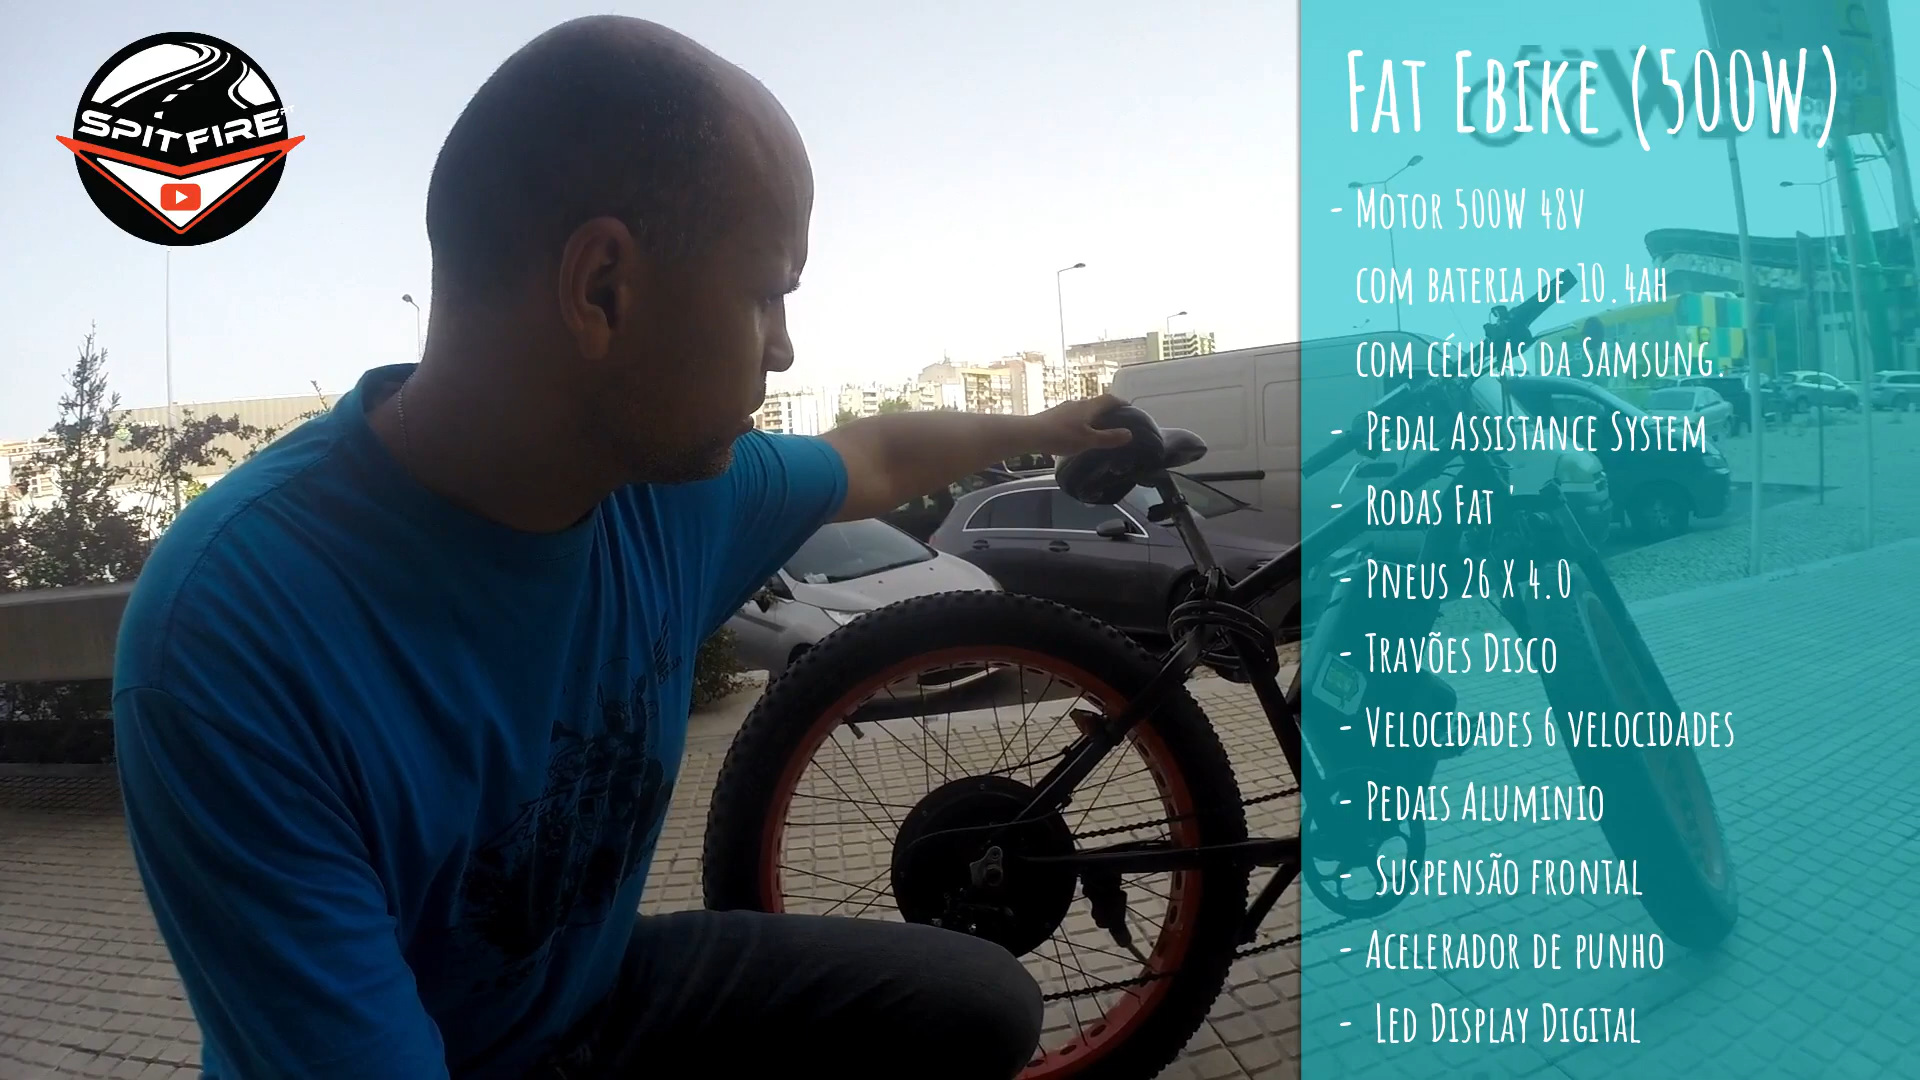 SPITFIRE PT
FAT EBIKE (500W)
- MOTOR 500W 48V
COM BATERIA DE 10.4AH
COM CÉLULAS DA SAMSUNG.
- PEDAL ASSISTANCE SYSTEM
- RODAS FAT '
- PNEUS 26 X 4.0
- TRAVÕES DISCO
- VELOCIDADES 6 VELOCIDADES
- PEDAIS ALUMINIO
- SUSPENSÃO FRONTAL
- ACELERADOR DE PUNHO
- LED DISPLAY DIGITAL